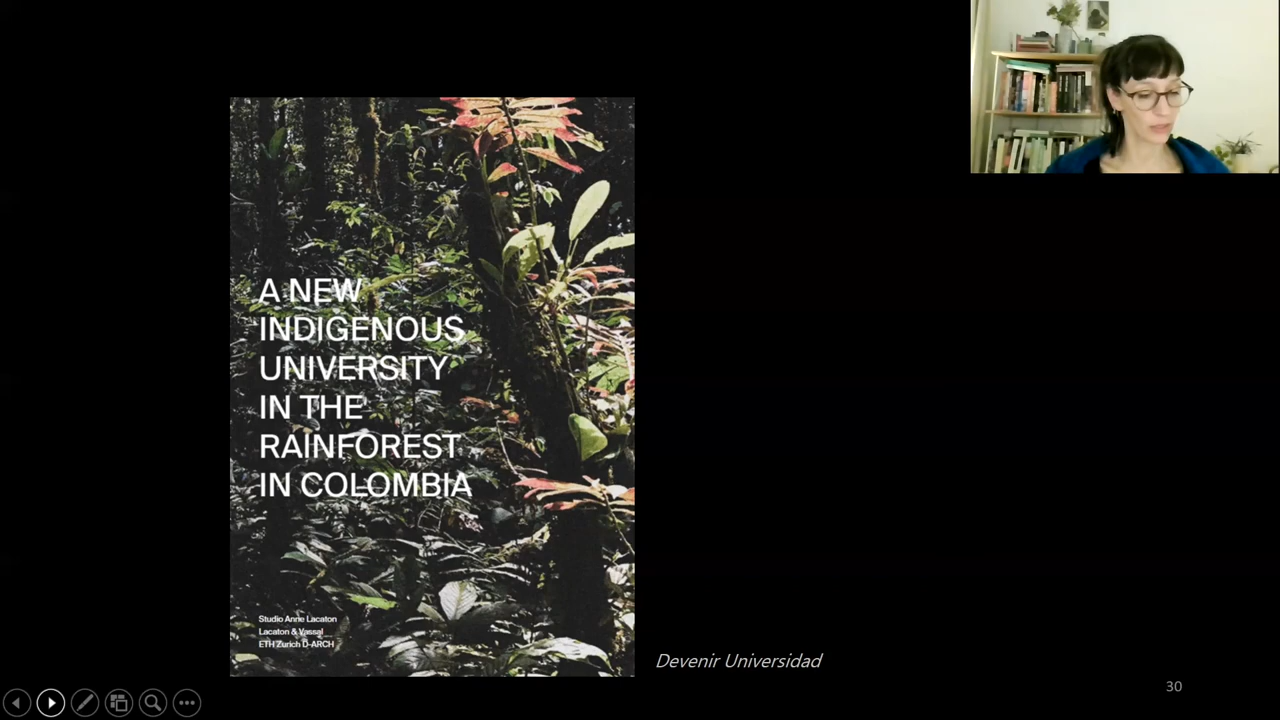 A NEW
INDIGENOUS
UNIVERSITY
IN THE
RAINFOREST
IN COLOMBIA
Studio Anne Lacaton
Lacaton & Vassal
ETH Zurich D-ARCH
Devenir Universidad
30